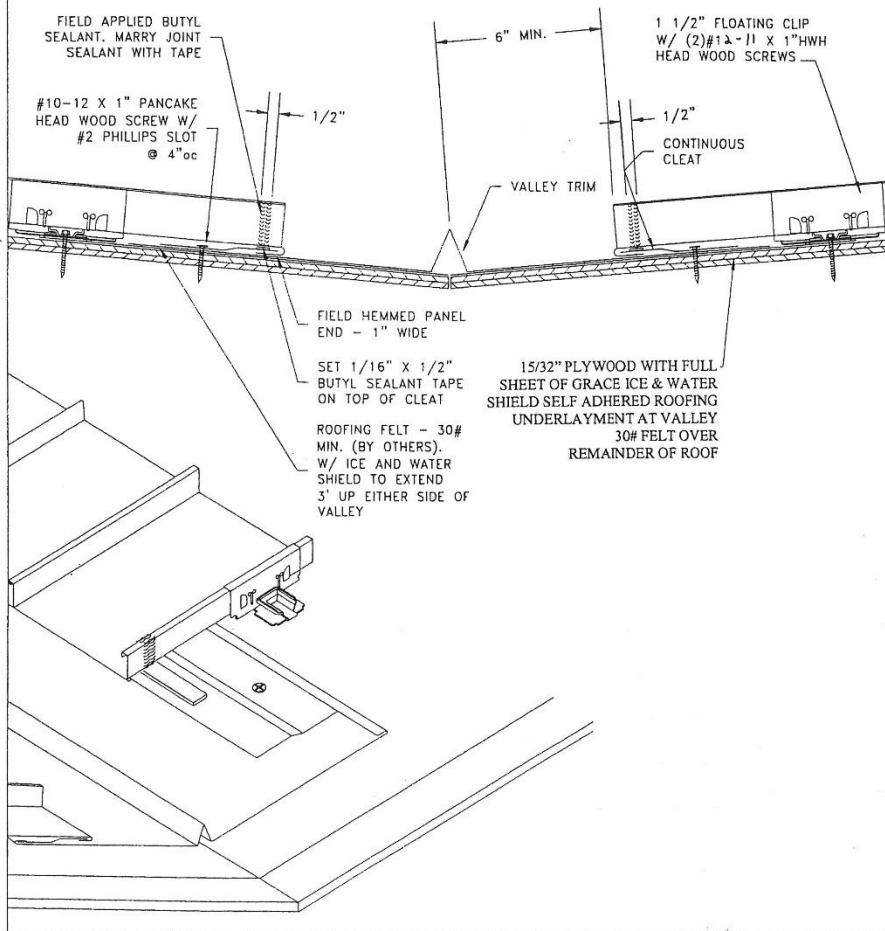 FIELD APPLIED BUTYL
SEALANT. MARRY JOINT
SEALANT WITH TAPE
#10-12 X 1" PANCAKE
HEAD WOOD SCREW W/
#2 PHILLIPS SLOT
@ 4"oc
1/2"
6" MIN.
1 1/2" FLOATING CLIP
W/ (2)#12-11 X 1"HWH
HEAD WOOD SCREWS
1/2"
CONTINUOUS
CLEAT
VALLEY TRIM
FIELD HEMMED PANEL
END - 1" WIDE
SET 1/16" X 1/2"
BUTYL SEALANT TAPE
ON TOP OF CLEAT
ROOFING FELT - 30#
MIN. (BY OTHERS).
W/ ICE AND WATER
SHIELD TO EXTEND
3' UP EITHER SIDE OF
VALLEY
15/32" PLYWOOD WITH FULL
SHEET OF GRACE ICE & WATER
SHIELD SELF ADHERED ROOFING
UNDERLAYMENT AT VALLEY
30# FELT OVER
REMAINDER OF ROOF